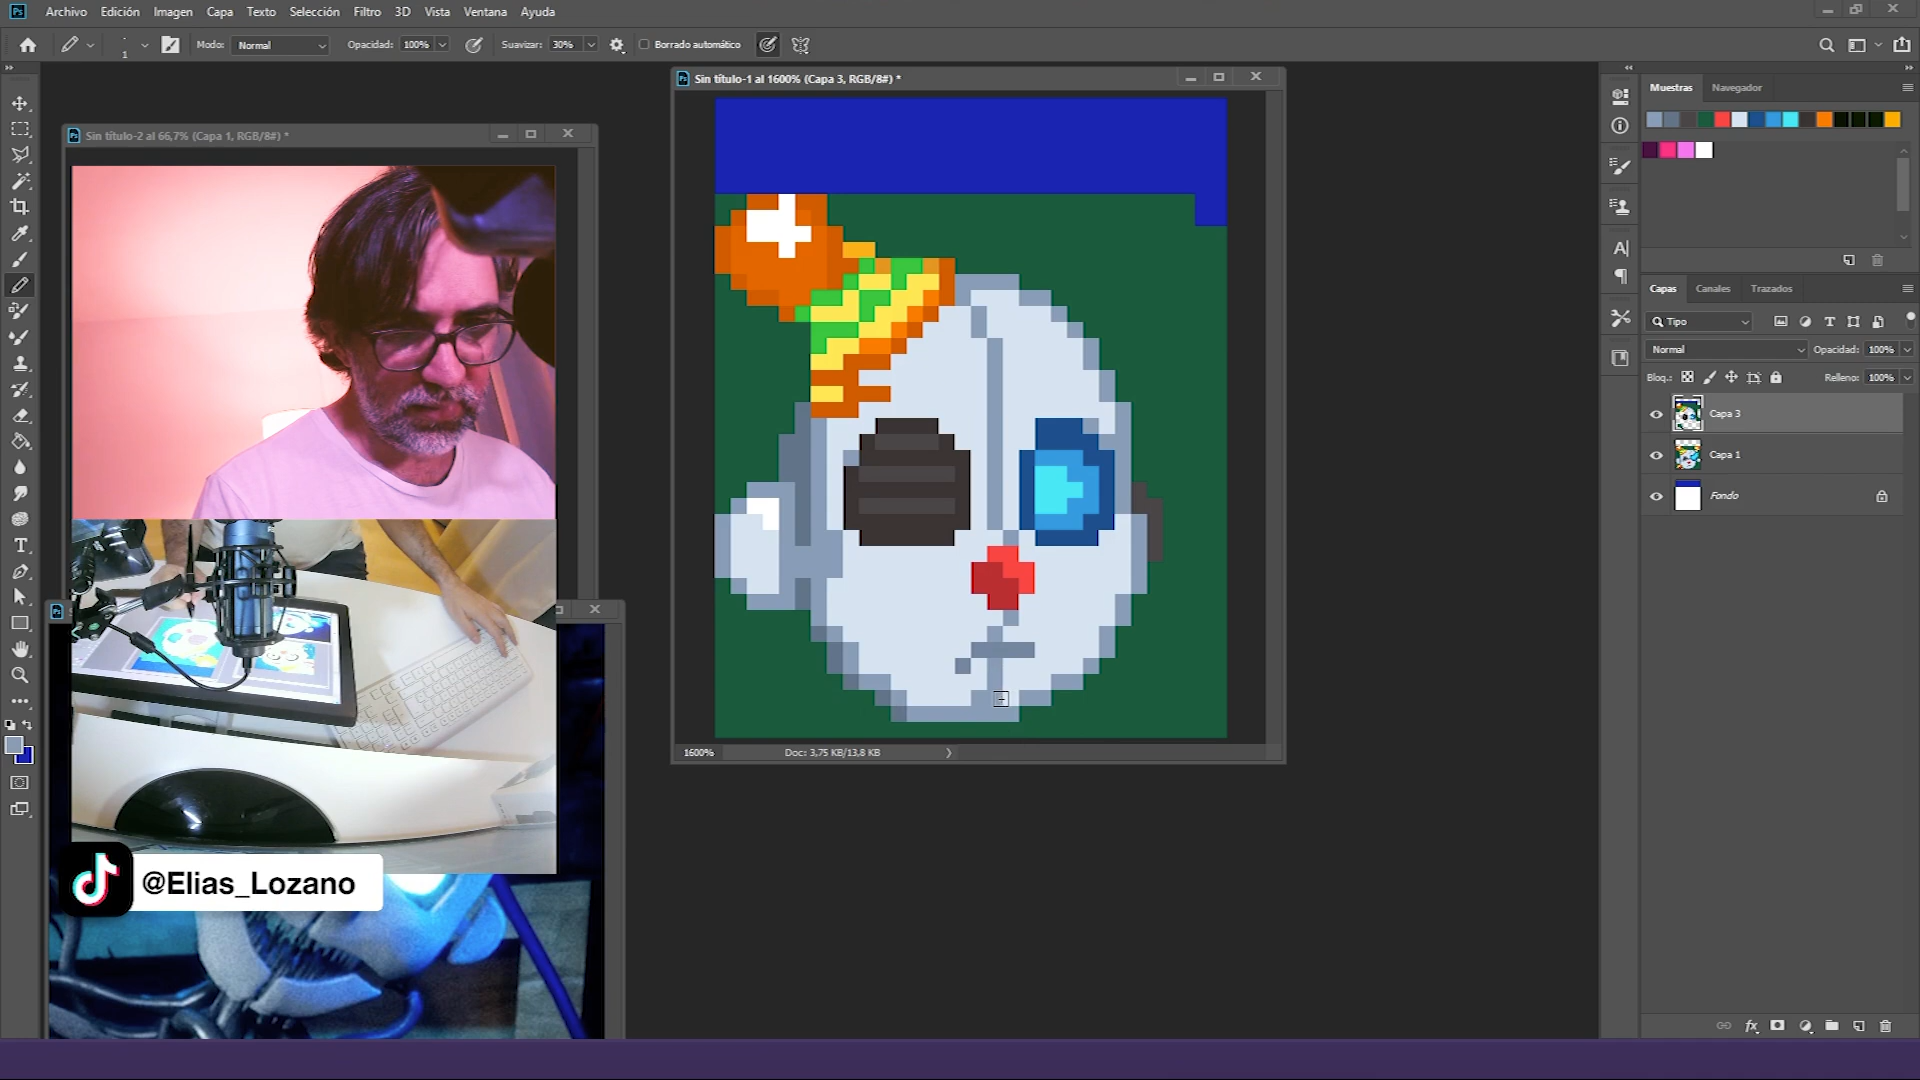 Ps Archivo Edición Imagen Capa Texto Selección Filtro 3D Vista Ventana Ayuda
1 Modo: Normal Opacidad: 100% Suavizar: 30% Borrado automático
Sin título-1 al 1600% (Capa 3, RGB/8#) *
Sin título-2 al 66,7% (Capa 1, RGB/8#) *
1600% Doc: 3,75 KB/13,8 KB
@Elias_Lozano
Muestras Navegador
Capas Canales Trazados
Tipo
Normal Opacidad: 100%
Bloq.: Relleno: 100%
Capa 3
Capa 1
Fondo